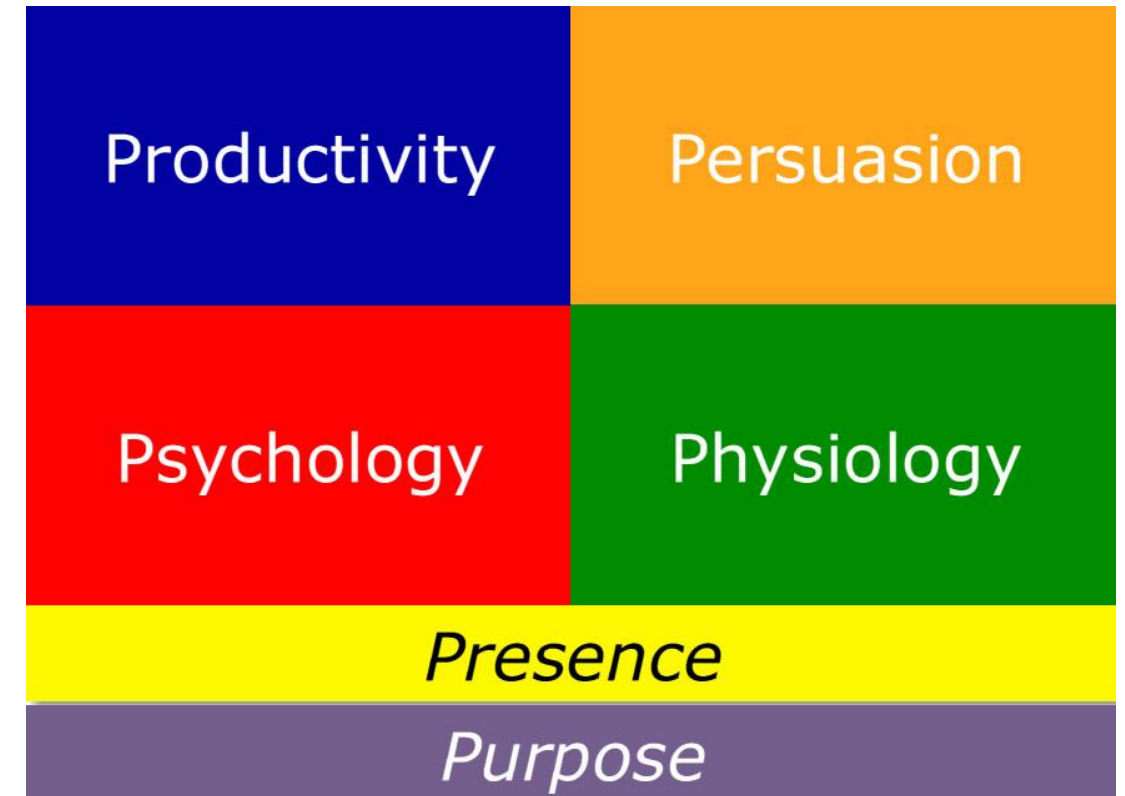 Productivity
Persuasion
Psychology
Physiology
Presence
Purpose